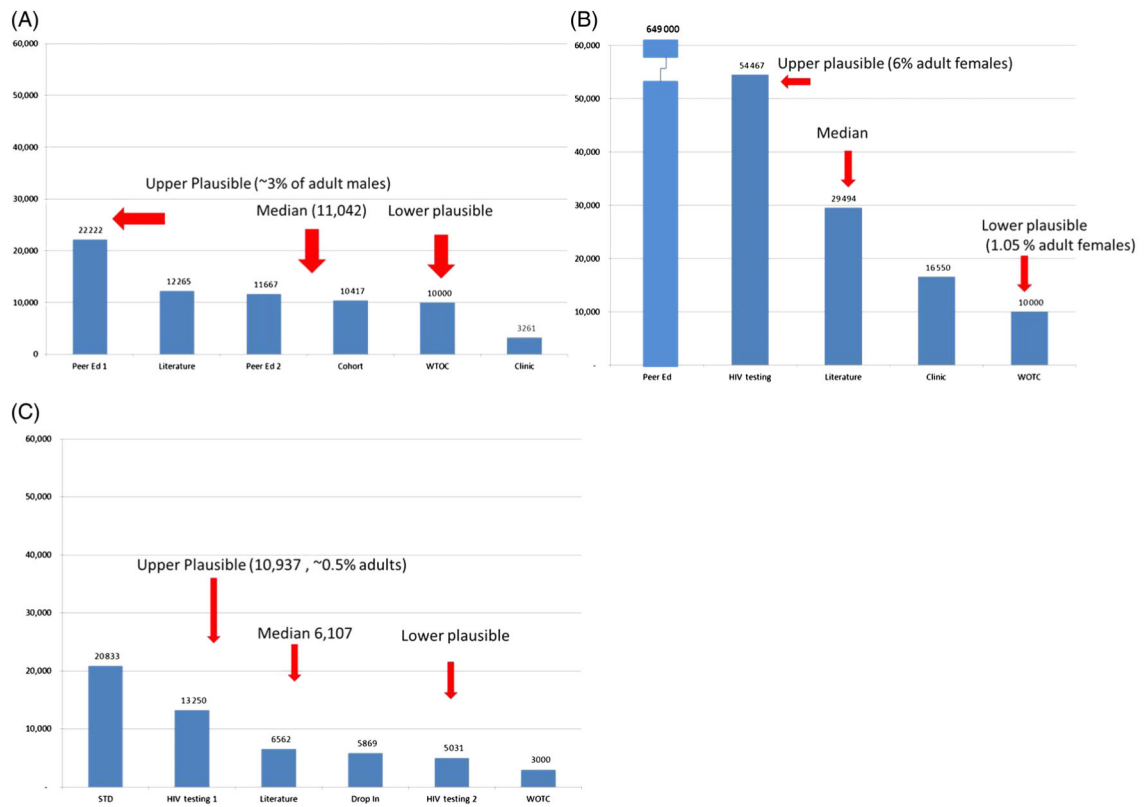 (A)
60,000
50,000
40,000
30,000
20,000
10,000
0
Upper Plausible (~3% of adult males)
Median (11,042) Lower plausible
22222
12265
11667
10417
10000
3261
Peer Ed 1 Literature Peer Ed 2 Cohort WTOC Clinic
(B)
649000
60,000
50,000
40,000
30,000
20,000
10,000
-
54467
Upper plausible (6% adult females)
Median
29494
Lower plausible
(1.05 % adult females)
16550
10000
Peer Ed HIV testing Literature Clinic WOTC
(C)
60,000
50,000
40,000
30,000
20,000
10,000
-
Upper Plausible (10,937 , ~0.5% adults)
Median 6,107 Lower plausible
20833
13250
6562
5869
5031
3000
STD HIV testing 1 Literature Drop In HIV testing 2 WOTC